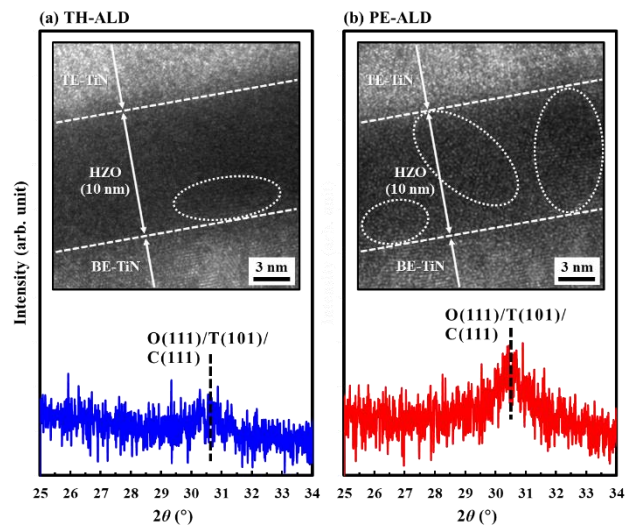 (a) TH-ALD
(b) PE-ALD
Intensity (arb. unit)
TE-TiN
HZO
(10 nm)
BE-TiN
3 nm
O(111)/T(101)/
C(111)
25 26 27 28 29 30 31 32 33 34
2θ (°)
TE-TiN
HZO
(10 nm)
BE-TiN
3 nm
O(111)/T(101)/
C(111)
25 26 27 28 29 30 31 32 33 34
2θ (°)